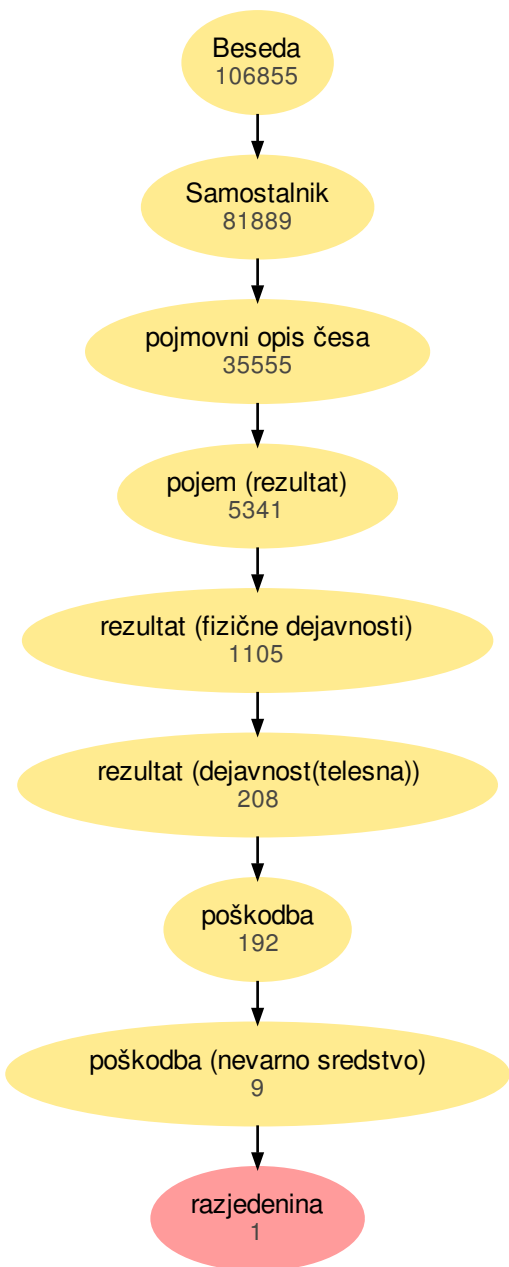 Beseda
106855
Samostalnik
81889
pojmovni opis česa
35555
pojem (rezultat)
5341
rezultat (fizične dejavnosti)
1105
rezultat (dejavnost(telesna))
208
poškodba
192
poškodba (nevarno sredstvo)
9
razjedenina
1